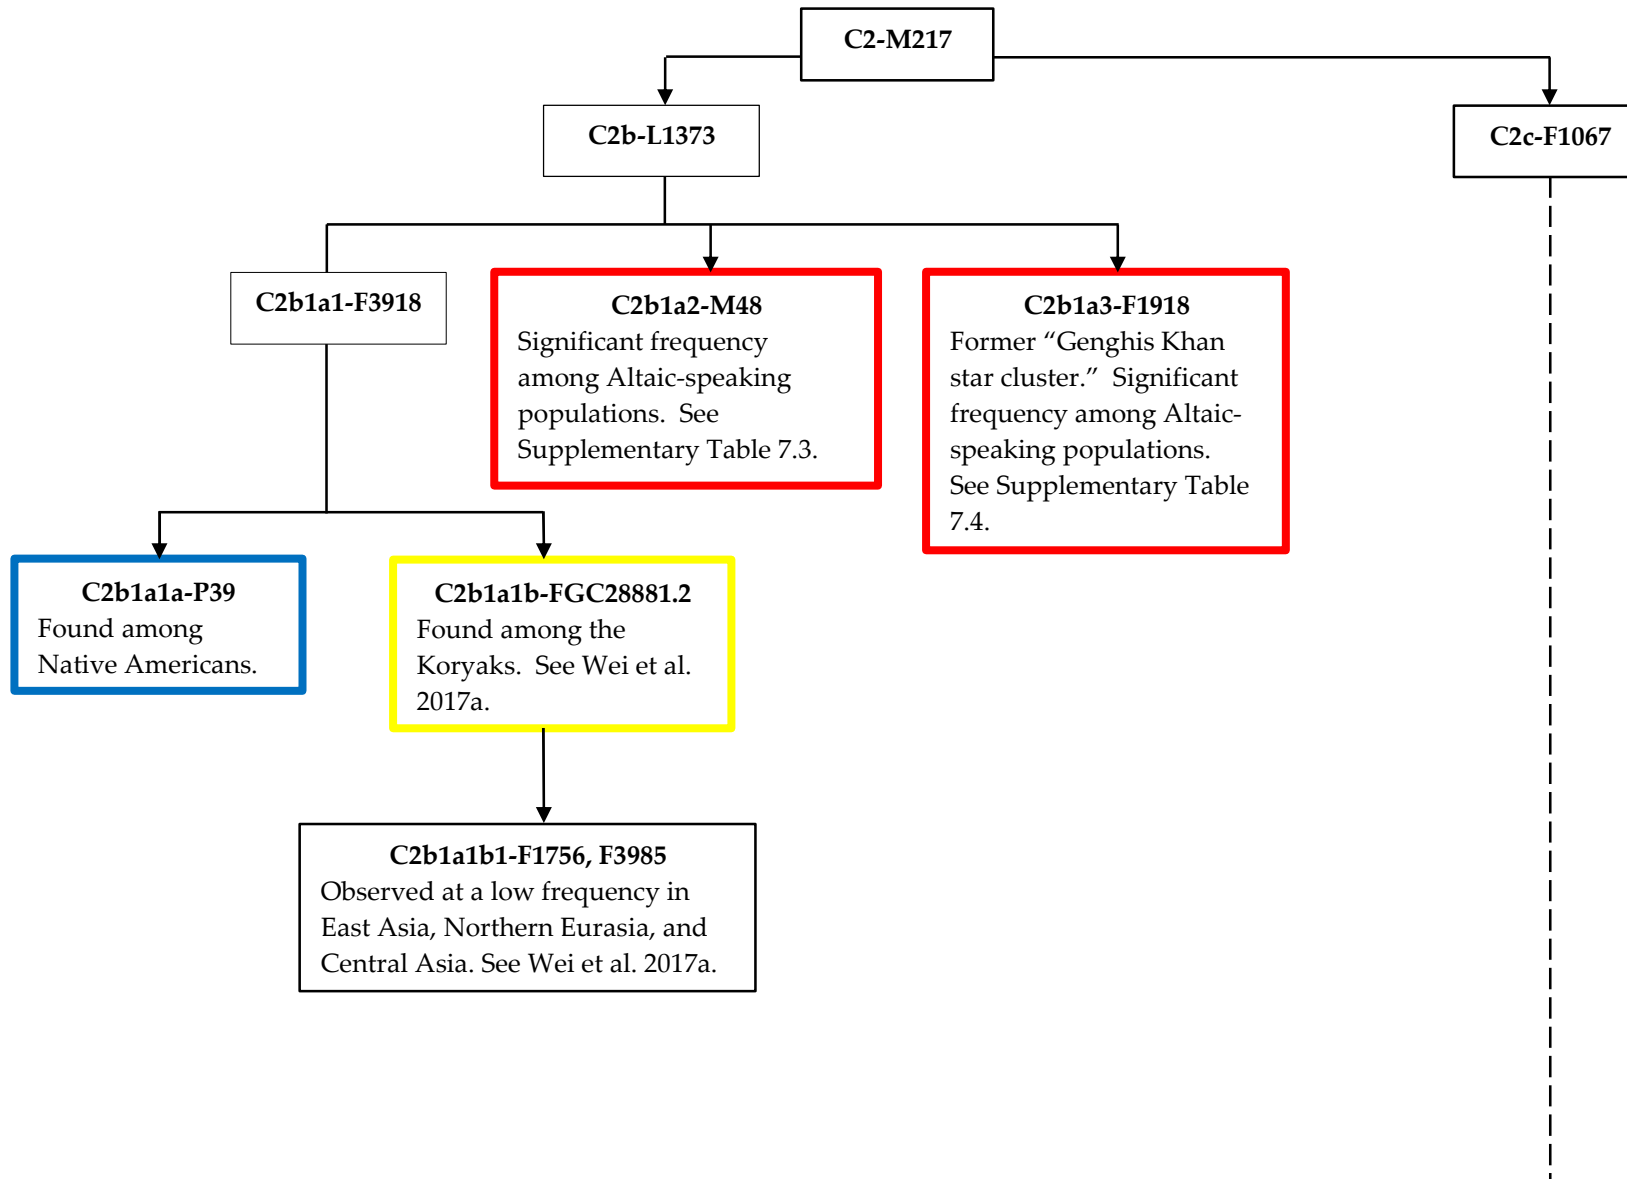 C2-M217
C2b-L1373
C2c-F1067
C2b1a1-F3918
C2b1a2-M48
Significant frequency
among Altaic-speaking
populations.  See
Supplementary Table 7.3.
C2b1a3-F1918
Former “Genghis Khan
star cluster.”  Significant
frequency among Altaic-
speaking populations.
See Supplementary Table
7.4.
C2b1a1a-P39
Found among
Native Americans.
C2b1a1b-FGC28881.2
Found among the
Koryaks.  See Wei et al.
2017a.
C2b1a1b1-F1756, F3985
Observed at a low frequency in
East Asia, Northern Eurasia, and
Central Asia. See Wei et al. 2017a.